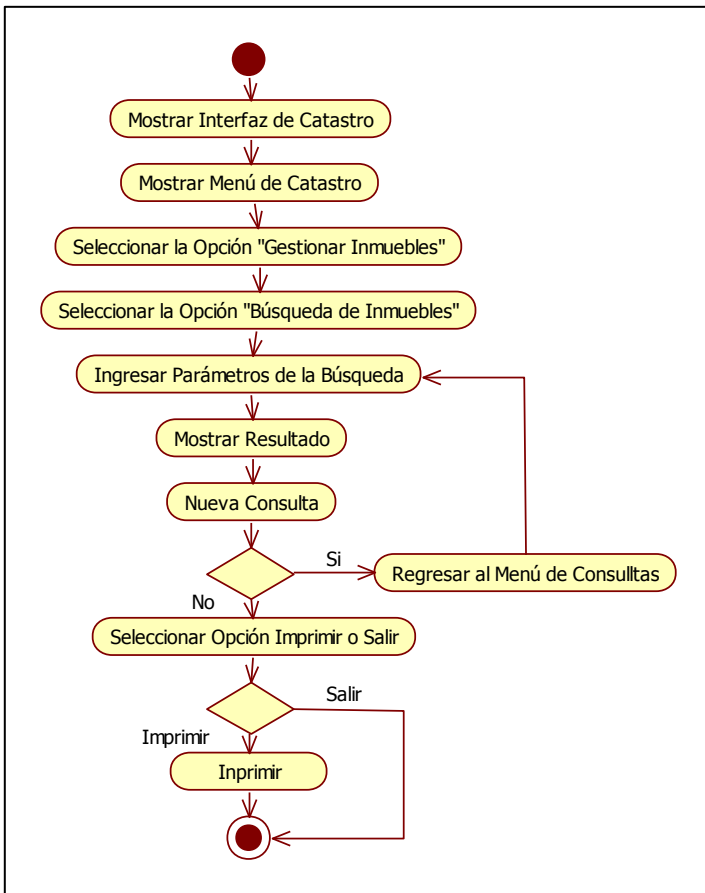 Mostrar Interfaz de Catastro
Mostrar Menú de Catastro
Seleccionar la Opción "Gestionar Inmuebles"
Seleccionar la Opción "Búsqueda de Inmuebles"
Ingresar Parámetros de la Búsqueda
Mostrar Resultado
Nueva Consulta
Si
Regresar al Menú de Consulltas
No
Seleccionar Opción Imprimir o Salir
Salir
Imprimir
Inprimir